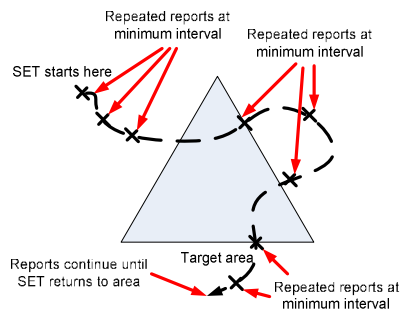 Repeated reports at
minimum interval
Repeated reports at
minimum interval
SET starts here
Target area
Reports continue until
SET returns to area
Repeated reports at
minimum interval